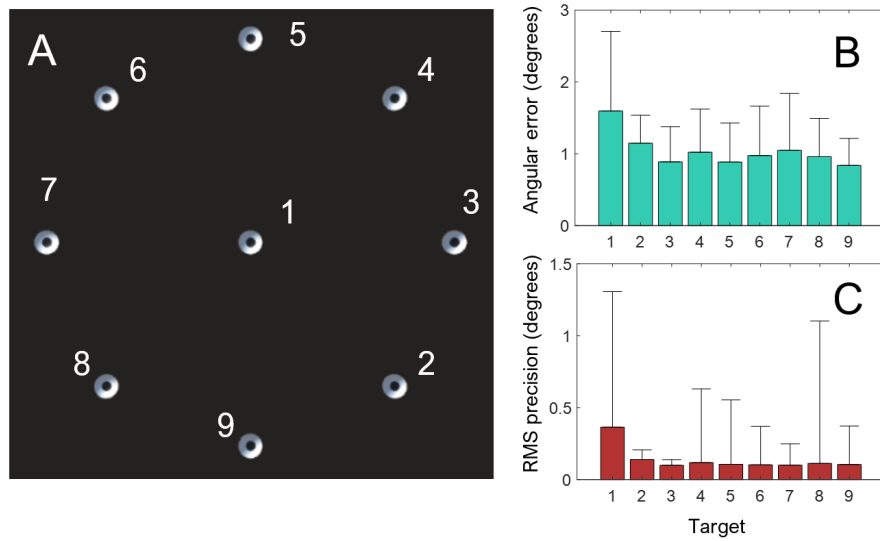 A
5
6
4
7
3
1
8
2
9
B
Angular error (degrees)
3
2
1
0
1 2 3 4 5 6 7 8 9
C
RMS precision (degrees)
1.5
1
0.5
0
1 2 3 4 5 6 7 8 9
Target